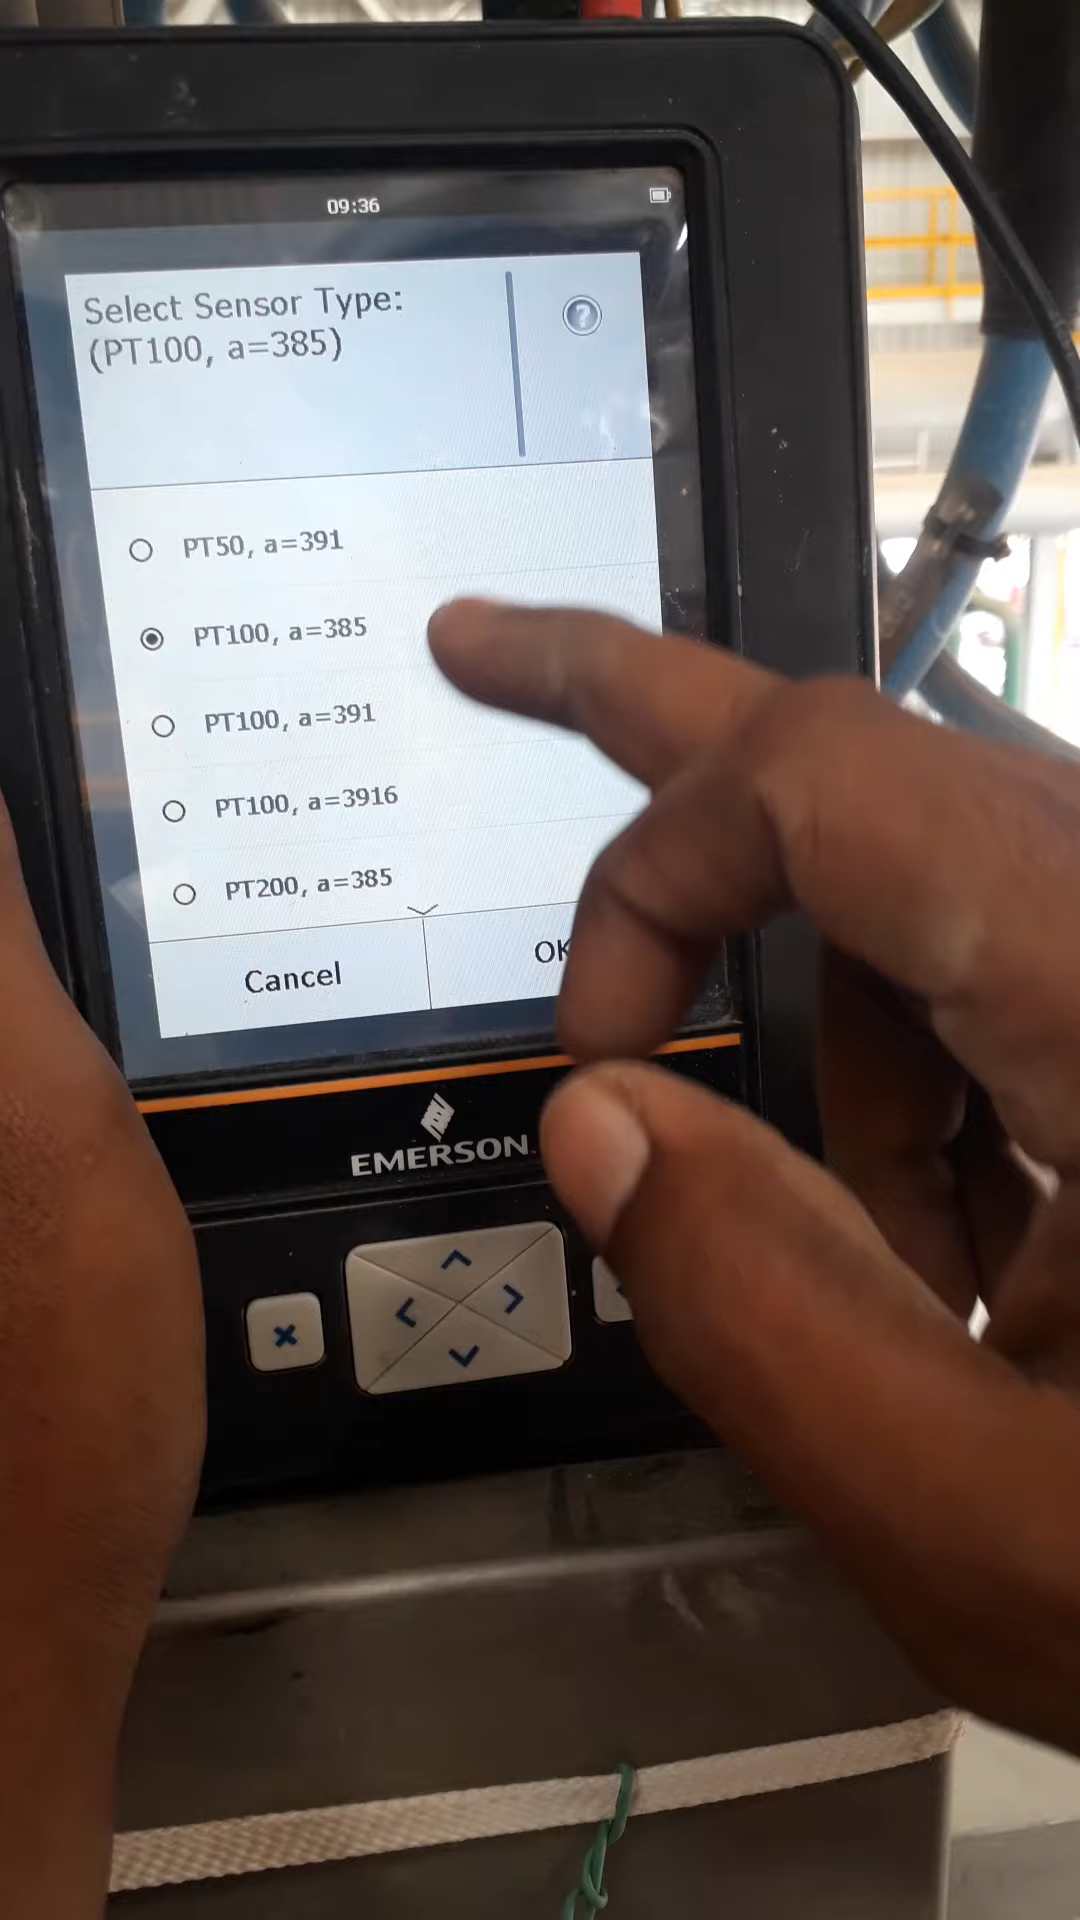 09:36
Select Sensor Type:
(PT100, a=385)
?
PT50, a=391
PT100, a=385
PT100, a=391
PT100, a=3916
PT200, a=385
Cancel
OK
EMERSON